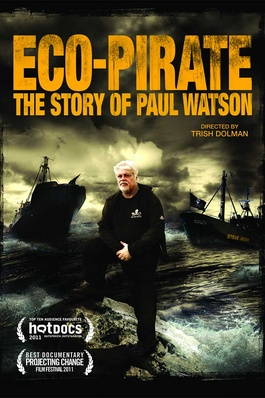 ECO-PIRATE
THE STORY OF PAUL WATSON
DIRECTED BY
TRISH DOLMAN
TOP TEN AUDIENCE FAVOURITE
HOTDOCS
2011
BEST DOCUMENTARY
PROJECTING CHANGE
FILM FESTIVAL 2011